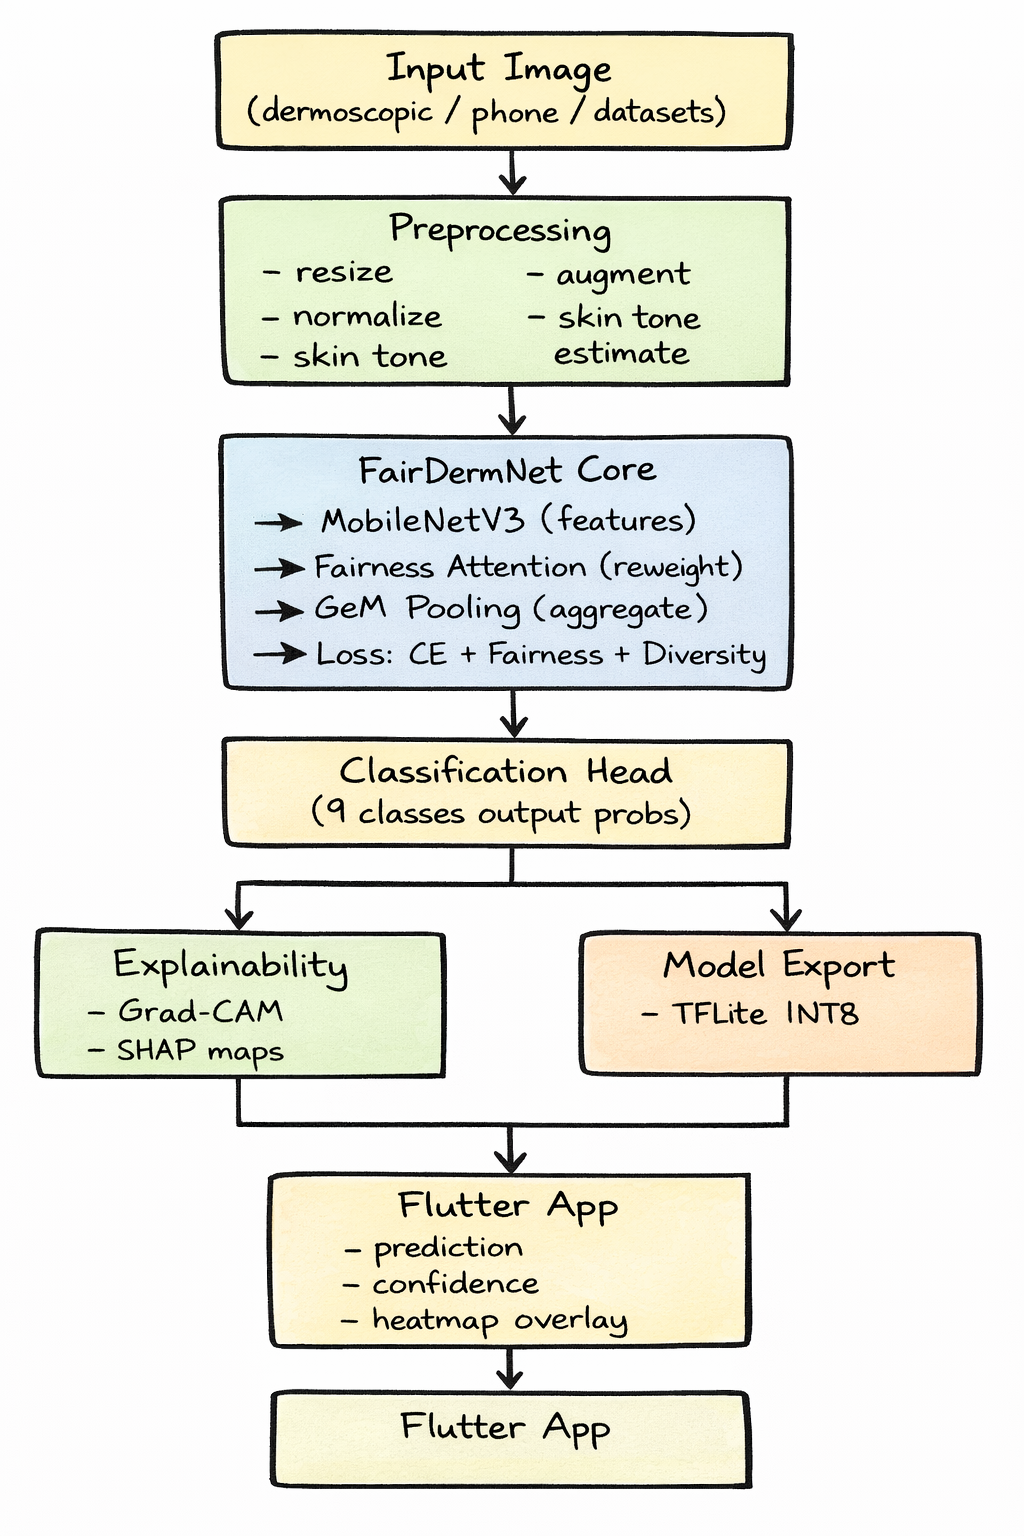 Input Image
(dermoscopic / phone / datasets)
Preprocessing
- resize
- normalize
- skin tone
- augment
- skin tone
estimate
FairDermNet Core
→ MobileNetV3 (features)
→ Fairness Attention (reweight)
→ GeM Pooling (aggregate)
→ Loss: CE + Fairness + Diversity
Classification Head
(9 classes output probs)
Explainability
- Grad-CAM
- SHAP maps
Model Export
- TFLite INT8
Flutter App
- prediction
- confidence
- heatmap overlay
Flutter App